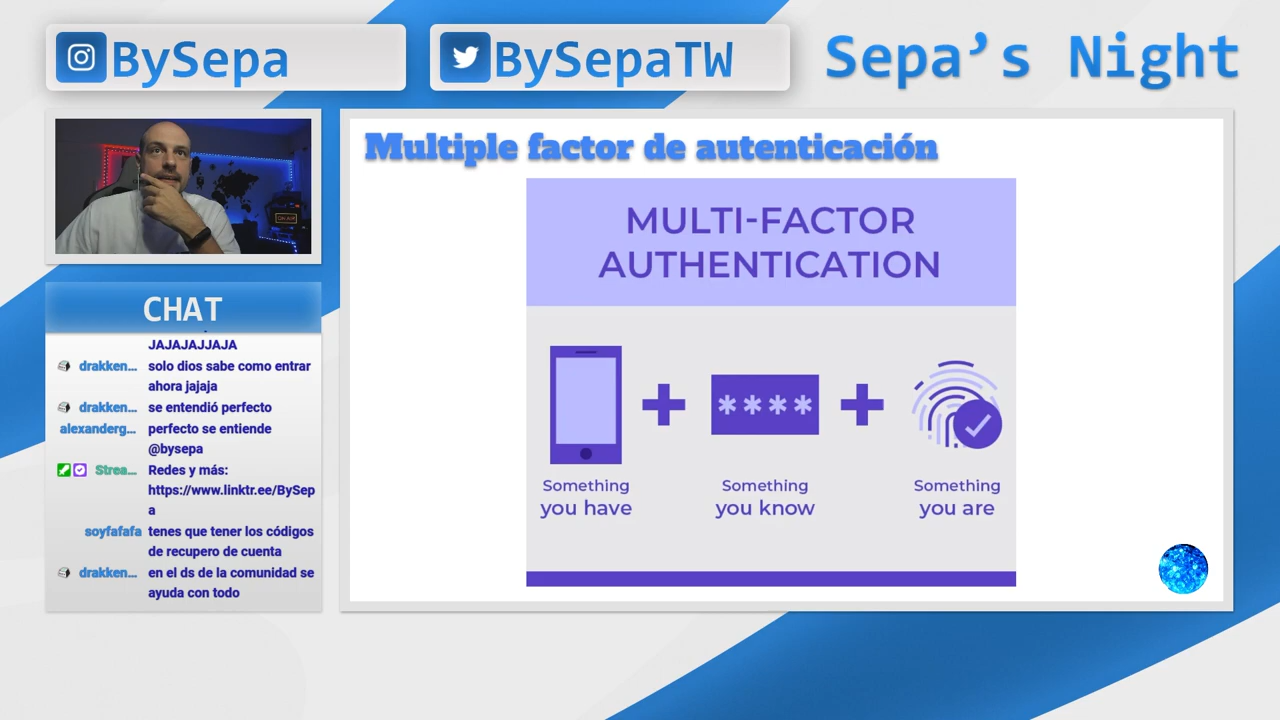 BySepa
BySepaTW
Sepa’s Night
Multiple factor de autenticación
MULTI-FACTOR
AUTHENTICATION
****
Something
you have
Something
you know
Something
you are
CHAT
JAJAJAJJAJA
drakken... solo dios sabe como entrar
ahora jajaja
drakken... se entendió perfecto
alexanderg... perfecto se entiende
@bysepa
Strea... Redes y más:
https://www.linktr.ee/BySep
a
soyfafafa tenes que tener los códigos
de recupero de cuenta
drakken... en el ds de la comunidad se
ayuda con todo